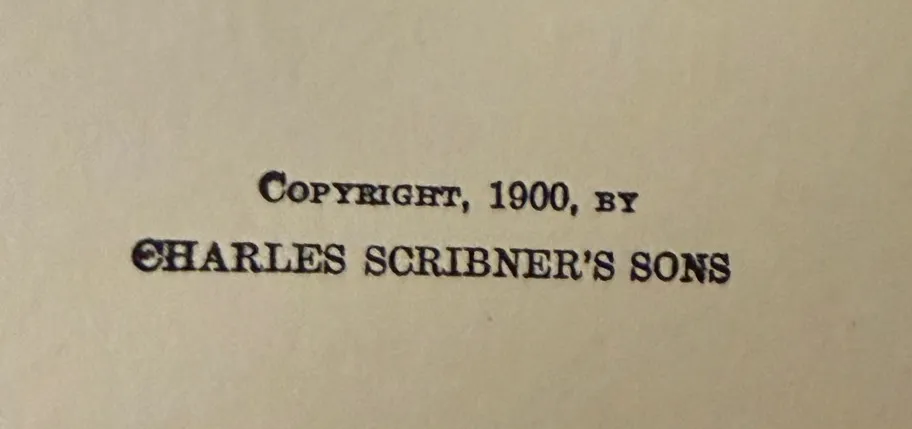 COPYRIGHT, 1900, BY
CHARLES SCRIBNER'S SONS